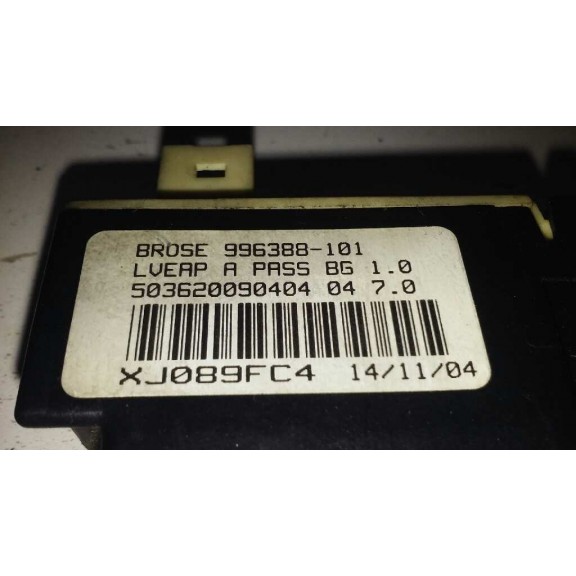 BROSE 996388-101
LVEAP A PASS BG 1.0
503620090404 04 7.0
XJ089FC4 14/11/04